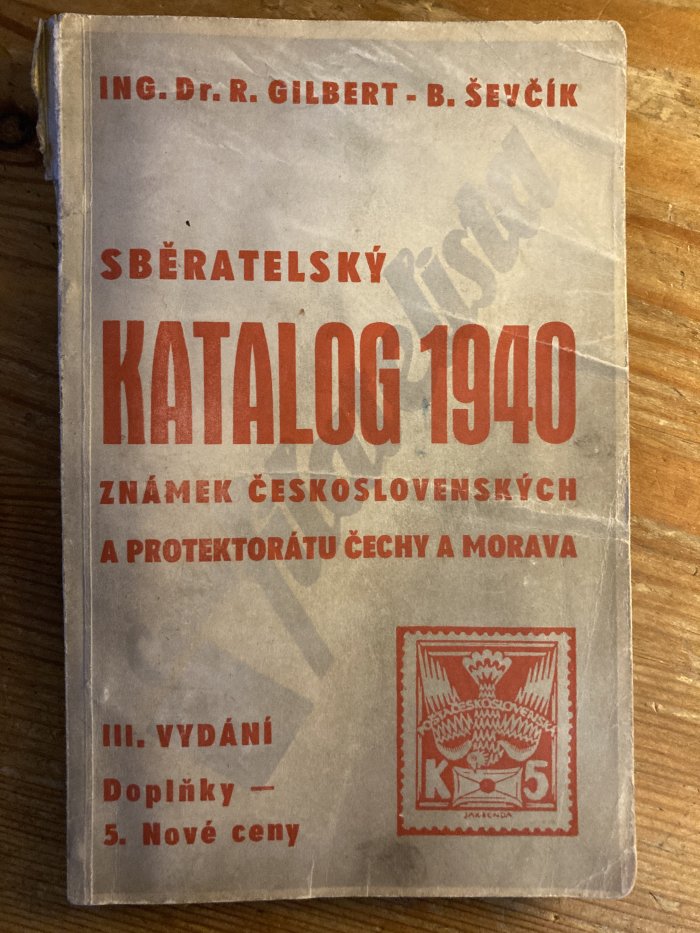 ING. Dr. R. GILBERT - B. ŠEVČÍK
SBĚRATELSKÝ
KATALOG 1940
ZNÁMEK ČESKOSLOVENSKÝCH
A PROTEKTORÁTU ČECHY A MORAVA
III. VYDÁNÍ
Doplňky —
5. Nové ceny
ČESKOSLOVENSKÁ
K 5